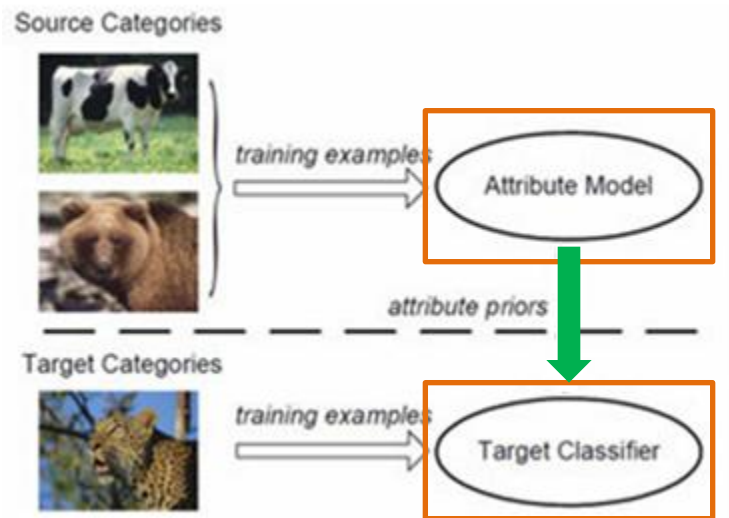 Source Categories
training examples
Attribute Model
attribute priors
Target Categories
training examples
Target Classifier